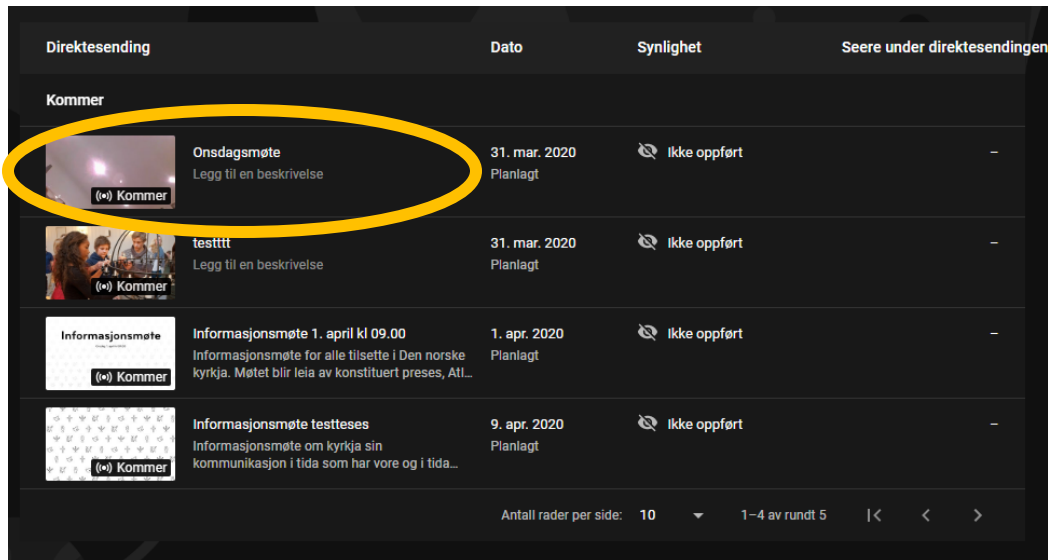 Direktesending Dato Synlighet Seere under direktesendingen
Kommer
Onsdagsmøte 31. mar. 2020 Ikke oppført –
Legg til en beskrivelse Planlagt
Kommer
testttt 31. mar. 2020 Ikke oppført –
Legg til en beskrivelse Planlagt
Kommer
Informasjonsmøte
Informasjonsmøte 1. april kl 09.00 1. apr. 2020 Ikke oppført –
Informasjonsmøte for alle tilsette i Den norske Planlagt
kyrkja. Møtet blir leia av konstituert preses, Atl...
Kommer
Informasjonsmøte testteses 9. apr. 2020 Ikke oppført –
Informasjonsmøte om kyrkja sin Planlagt
kommunikasjon i tida som har vore og i tida...
Kommer
Antall rader per side: 10 1–4 av rundt 5